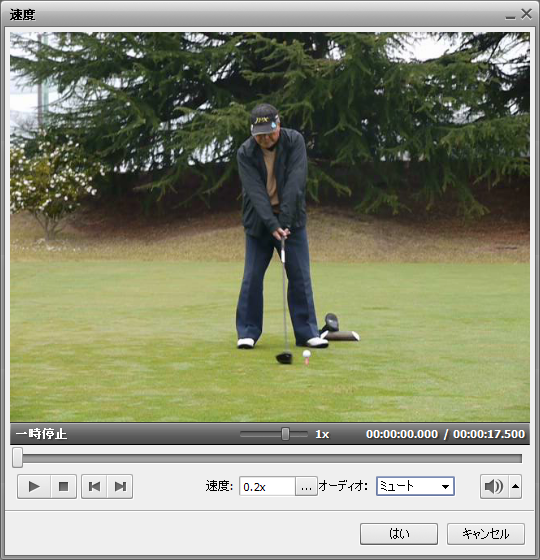 速度
JPX
一時停止 1x 00:00:00.000 / 00:00:17.500
速度: 0.2x ... オーディオ: ミュート
はい キャンセル